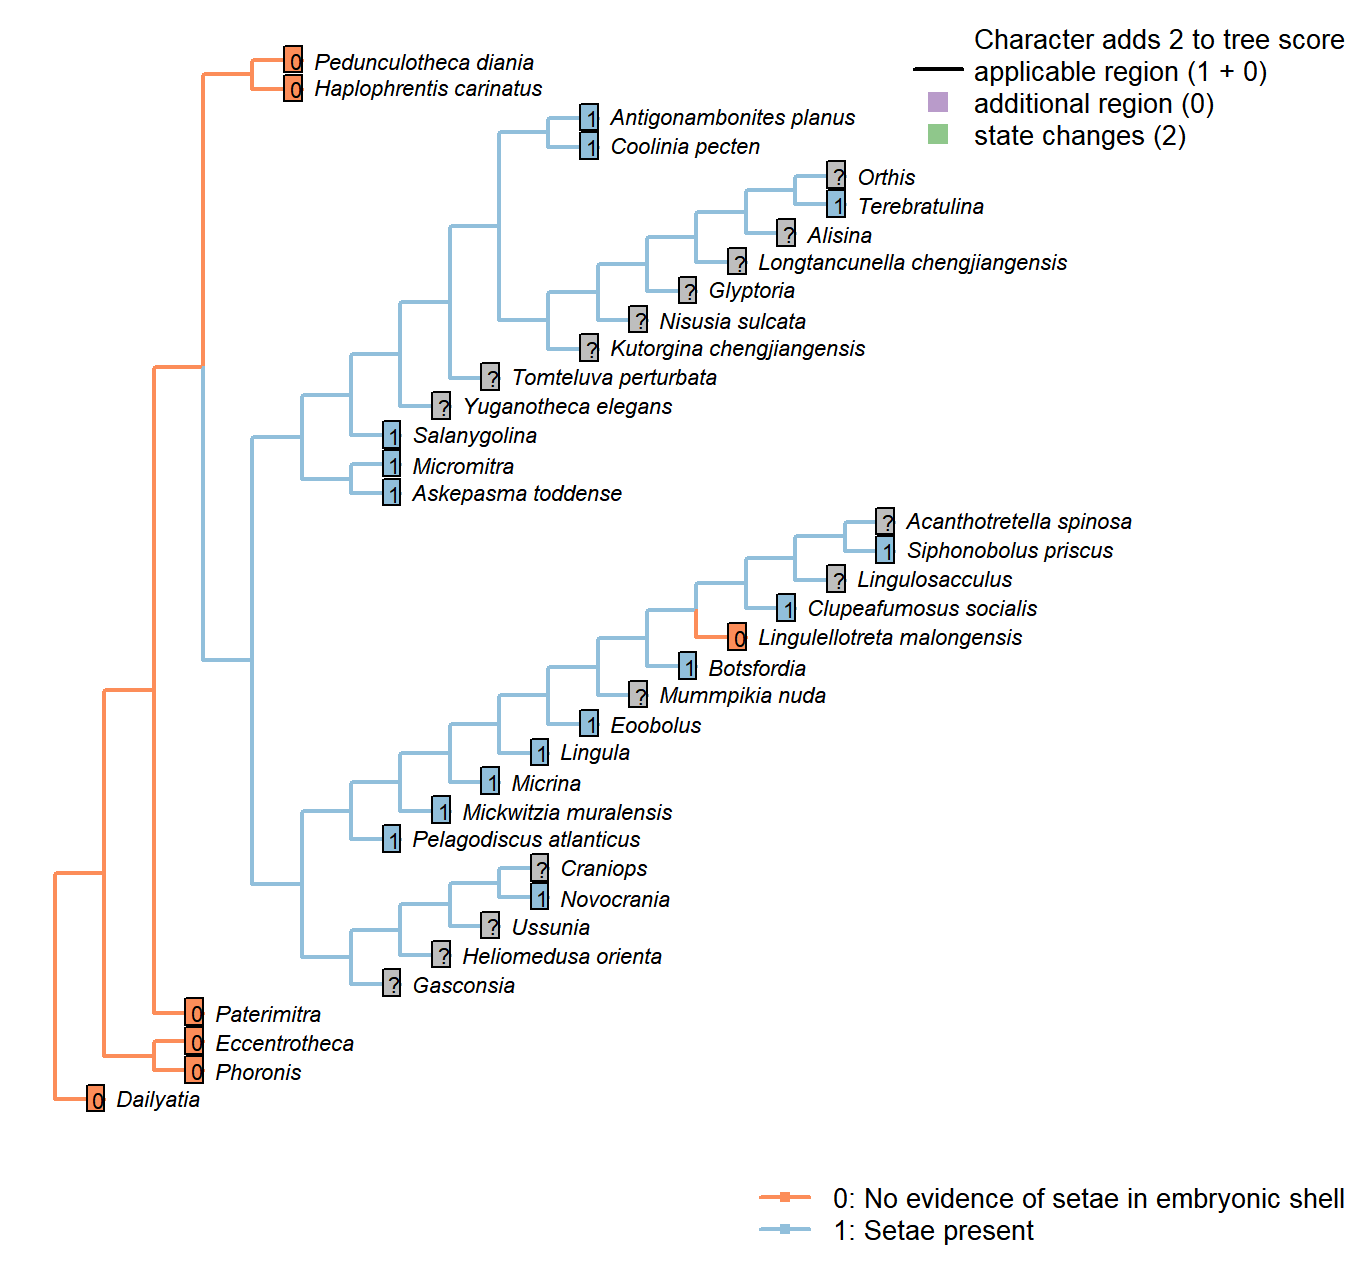 Character adds 2 to tree score
applicable region (1 + 0)
additional region (0)
state changes (2)
0 Pedunculotheca diania
0 Haplophrentis carinatus
1 Antigonambonites planus
1 Coolinia pecten
? Orthis
1 Terebratulina
? Alisina
? Longtancunella chengjiangensis
? Glyptoria
? Nisusia sulcata
? Kutorgina chengjiangensis
? Tomteluva perturbata
? Yuganotheca elegans
1 Salanygolina
1 Micromitra
1 Askepasma toddense
? Acanthotretella spinosa
1 Siphonobolus priscus
? Lingulosacculus
1 Clupeafumosus socialis
0 Lingulellotreta malongensis
1 Botsfordia
? Mummpikia nuda
1 Eoobolus
1 Lingula
1 Micrina
1 Mickwitzia muralensis
1 Pelagodiscus atlanticus
? Craniops
1 Novocrania
? Ussunia
? Heliomedusa orienta
? Gasconsia
0 Paterimitra
0 Eccentrotheca
0 Phoronis
0 Dailyatia
0: No evidence of setae in embryonic shell
1: Setae present